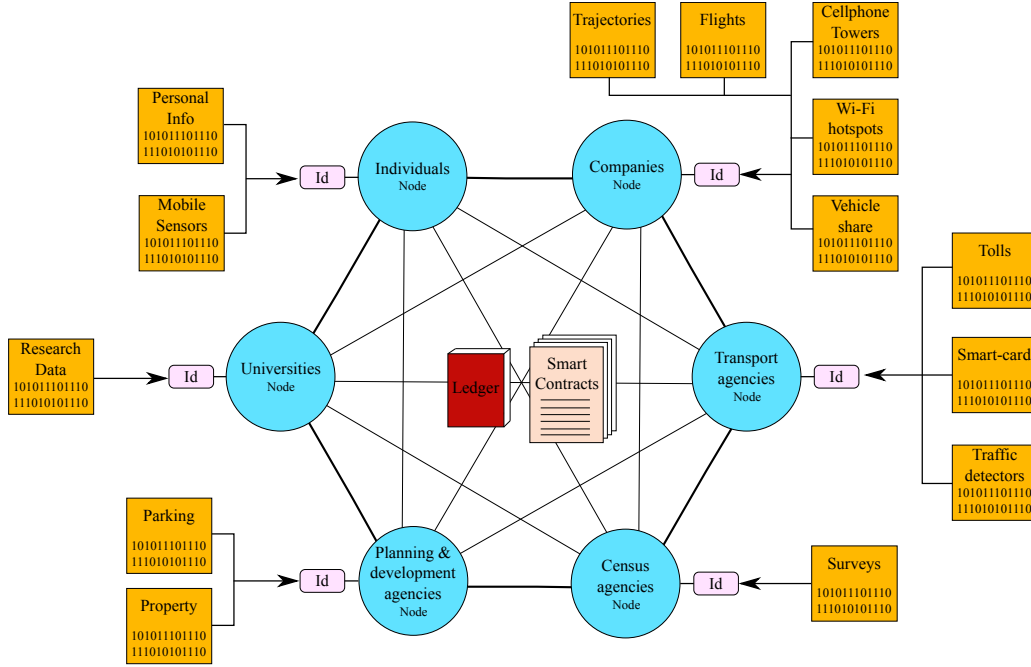 Trajectories
101011101110
111010101110
Flights
101011101110
111010101110
Cellphone
Towers
101011101110
111010101110
Personal
Info
101011101110
111010101110
Wi-Fi
hotspots
101011101110
111010101110
Mobile
Sensors
101011101110
111010101110
Id
Individuals
Node
Companies
Node
Id
Vehicle
share
101011101110
111010101110
Tolls
101011101110
111010101110
Research
Data
101011101110
111010101110
Id
Universities
Node
Ledger
Smart
Contracts
Transport
agencies
Node
Id
Smart-card
101011101110
111010101110
Traffic
detectors
101011101110
111010101110
Parking
101011101110
111010101110
Property
101011101110
111010101110
Id
Planning &
development
agencies
Node
Census
agencies
Node
Id
Surveys
101011101110
111010101110